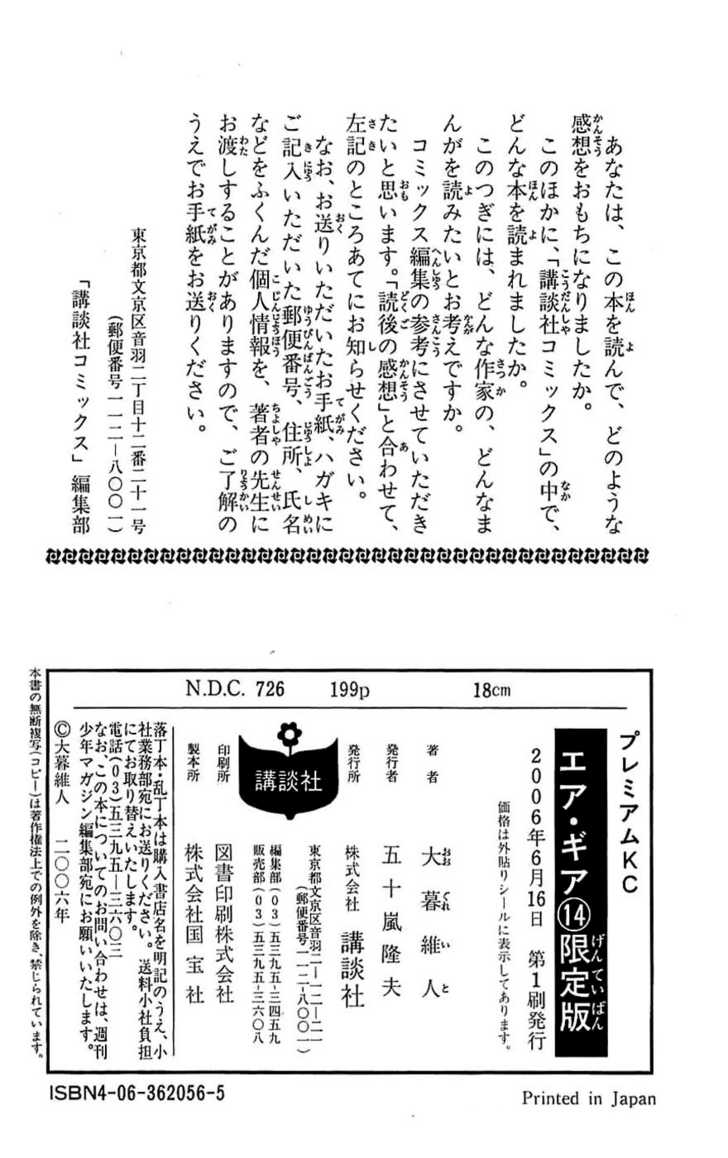 あなたは、この本を読んで、どのような
感想をおもちになりましたか。
このほかに、「講談社コミックス」の中で、
どんな本を読まれましたか。
このつぎには、どんな作家の、どんなま
んがを読みたいとお考えですか。
コミックス編集の参考にさせていただき
たいと思います。「読後の感想」と合わせて、
左記のところあてにお知らせください。
なお、お送りいただいたお手紙、ハガキに
ご記入いただいた郵便番号、住所、氏名
などをふくんだ個人情報を、著者の先生に
お渡しすることがありますので、ご了解の
うえでお手紙をお送りください。
東京都文京区音羽二丁目十二番二十一号
(郵便番号一一二―八〇〇一)
「講談社コミックス」編集部
N.D.C. 726 199p 18cm
プレミアムKC
エア・ギア⑭限定版
げんていばん
2006年6月16日 第1刷発行
価格は外貼りシールに表示してあります。
著者 大暮維人
おおぐれいと
発行者 五十嵐隆夫
発行所 株式会社 講談社
東京都文京区音羽二―一二―二一
(郵便番号一一二―八〇〇一)
編集部(03)五三九五―三四五九
販売部(03)五三九五―三六〇八
講談社
印刷所 図書印刷株式会社
製本所 株式会社国宝社
落丁本・乱丁本は購入書店名を明記のうえ、小
社業務部宛にお送りください。送料小社負担
にてお取り替えいたします。
電話(03)五三九五―三六〇三
なお、この本についてのお問い合わせは、週刊
少年マガジン編集部宛にお願いいたします。
©大暮維人 二〇〇六年
本書の無断複写(コピー)は著作権法上での例外を除き、禁じられています。
ISBN4-06-362056-5
Printed in Japan